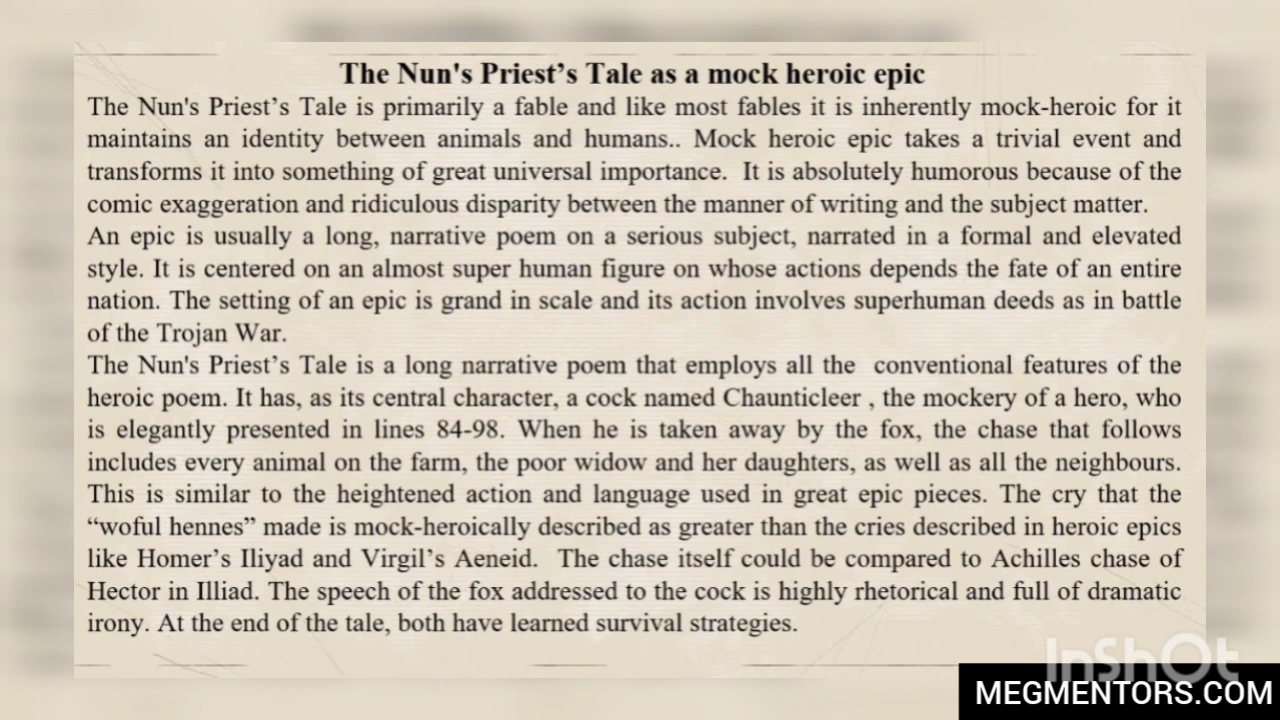 The Nun's Priest’s Tale as a mock heroic epic
The Nun's Priest’s Tale is primarily a fable and like most fables it is inherently mock-heroic for it
maintains an identity between animals and humans.. Mock heroic epic takes a trivial event and
transforms it into something of great universal importance. It is absolutely humorous because of the
comic exaggeration and ridiculous disparity between the manner of writing and the subject matter.
An epic is usually a long, narrative poem on a serious subject, narrated in a formal and elevated
style. It is centered on an almost super human figure on whose actions depends the fate of an entire
nation. The setting of an epic is grand in scale and its action involves superhuman deeds as in battle
of the Trojan War.
The Nun's Priest’s Tale is a long narrative poem that employs all the conventional features of the
heroic poem. It has, as its central character, a cock named Chaunticleer , the mockery of a hero, who
is elegantly presented in lines 84-98. When he is taken away by the fox, the chase that follows
includes every animal on the farm, the poor widow and her daughters, as well as all the neighbours.
This is similar to the heightened action and language used in great epic pieces. The cry that the
“woful hennes” made is mock-heroically described as greater than the cries described in heroic epics
like Homer’s Iliyad and Virgil’s Aeneid. The chase itself could be compared to Achilles chase of
Hector in Illiad. The speech of the fox addressed to the cock is highly rhetorical and full of dramatic
irony. At the end of the tale, both have learned survival strategies.
InShOt
MEGMENTORS.COM